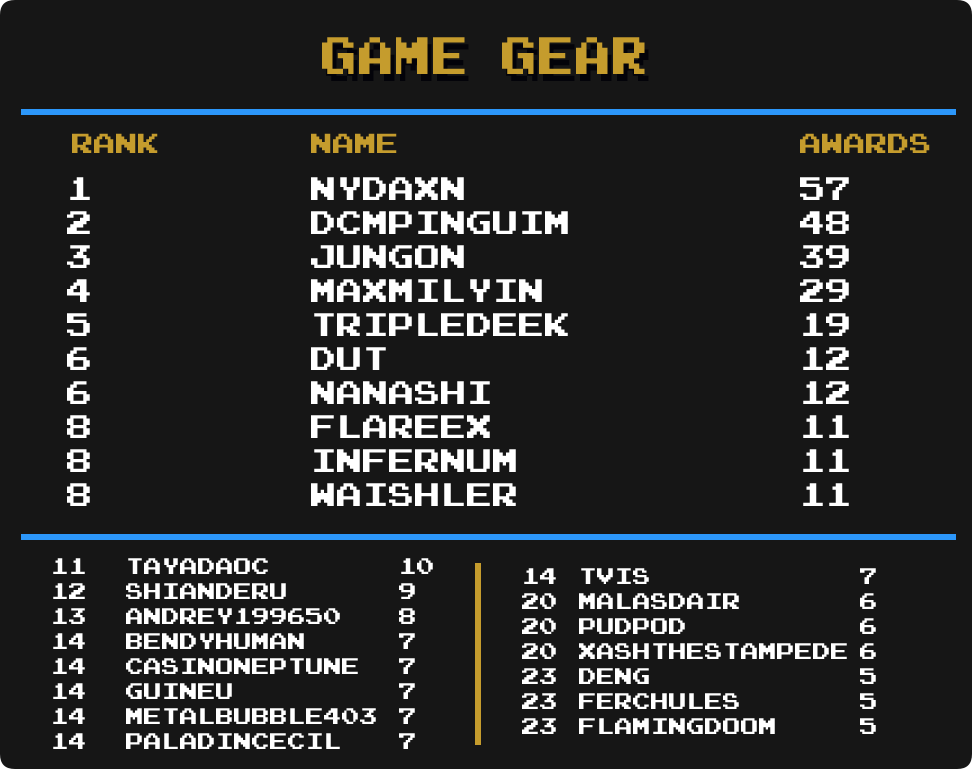 GAME GEAR
RANK NAME AWARDS
1 NYDAXN 57
2 DCMPINGUIM 48
3 JUNGON 39
4 MAXMILYIN 29
5 TRIPLEDEEK 19
6 DUT 12
6 NANASHI 12
8 FLAREEX 11
8 INFERNUM 11
8 WAISHLER 11
11 TAYADAOC 10
12 SHIANDERU 9
13 ANDREY199650 8
14 BENDYHUMAN 7
14 CASINONEPTUNE 7
14 GUINEU 7
14 METALBUBBLE403 7
14 PALADINCECIL 7
14 TVIS 7
20 MALASDAIR 6
20 PUDPOD 6
20 XASHTHESTAMPEDE 6
23 DENG 5
23 FERCHULES 5
23 FLAMINGDOOM 5